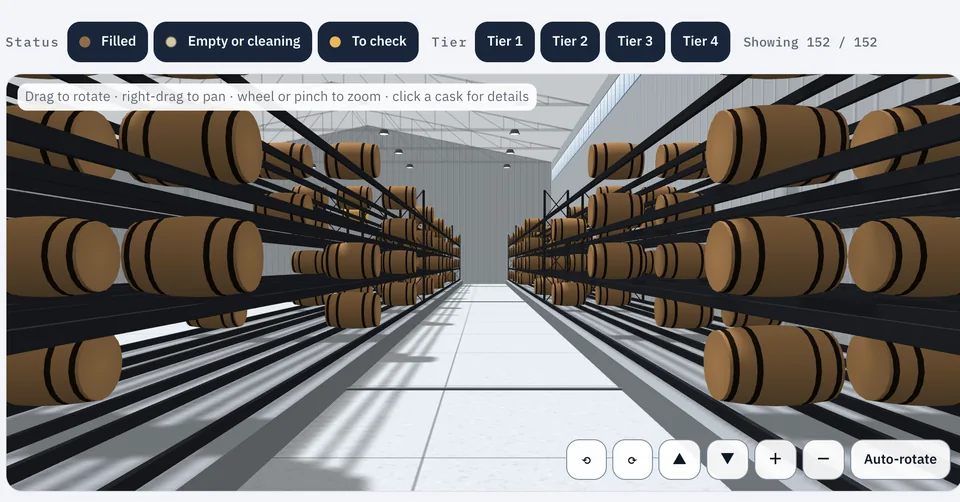 Status Filled Empty or cleaning To check Tier Tier 1 Tier 2 Tier 3 Tier 4 Showing 152 / 152
Drag to rotate · right-drag to pan · wheel or pinch to zoom · click a cask for details
⟲ ⟳ ▲ ▼ + − Auto-rotate